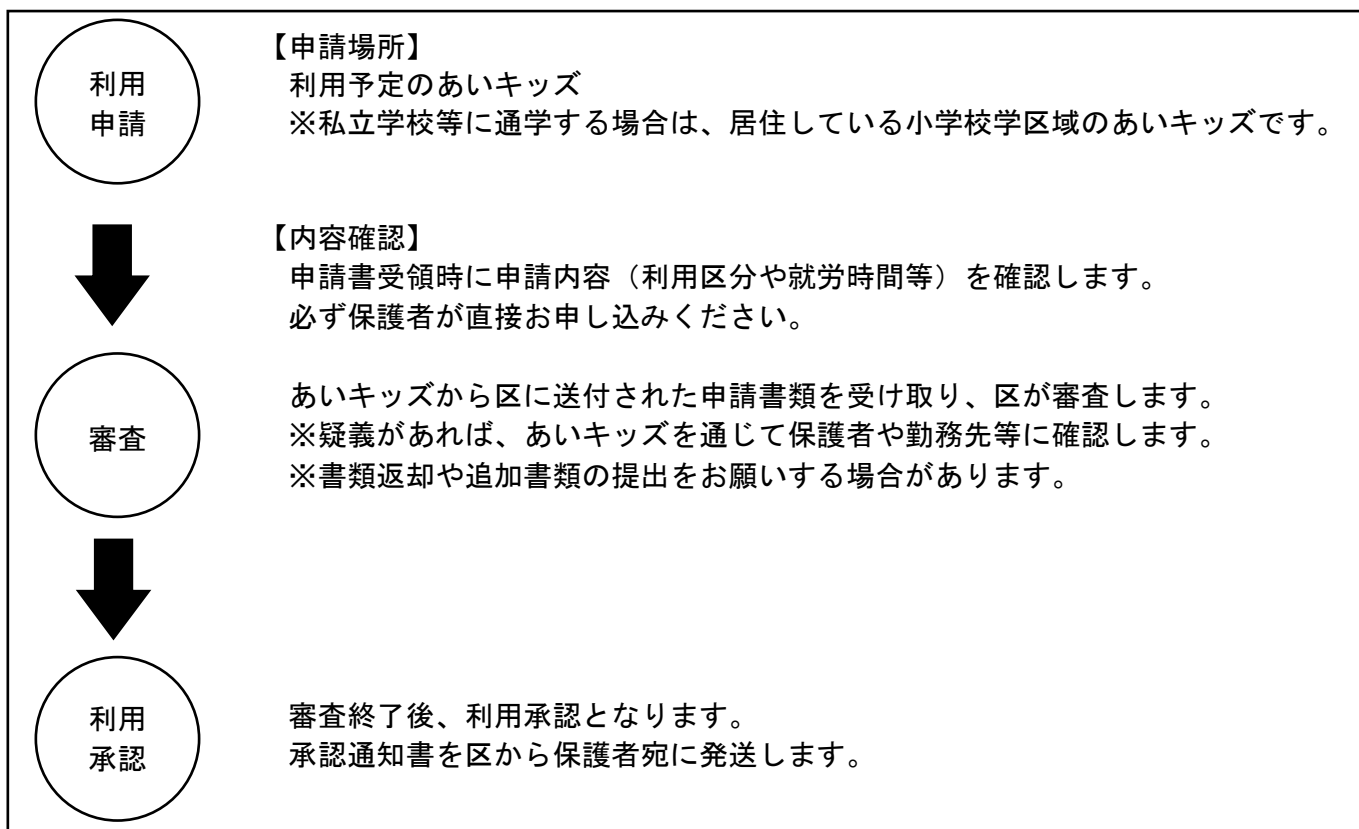 利用
申請
【申請場所】
利用予定のあいキッズ
※私立学校等に通学する場合は、居住している小学校学区域のあいキッズです。
【内容確認】
申請書受領時に申請内容（利用区分や就労時間等）を確認します。
必ず保護者が直接お申し込みください。
審査
あいキッズから区に送付された申請書類を受け取り、区が審査します。
※疑義があれば、あいキッズを通じて保護者や勤務先等に確認します。
※書類返却や追加書類の提出をお願いする場合があります。
利用
承認
審査終了後、利用承認となります。
承認通知書を区から保護者宛に発送します。